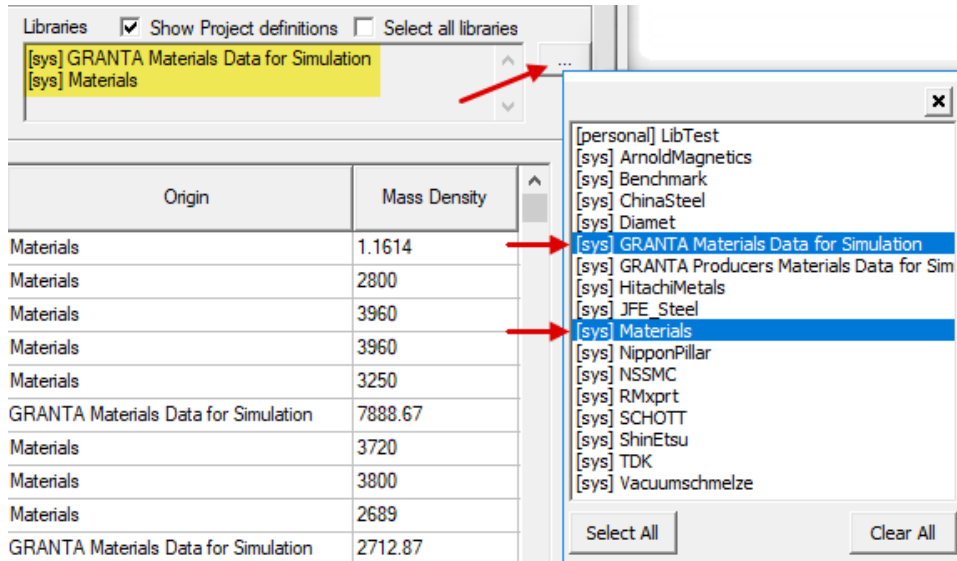 Libraries Show Project definitions Select all libraries
[sys] GRANTA Materials Data for Simulation
[sys] Materials
...
Origin Mass Density
Materials 1.1614
Materials 2800
Materials 3960
Materials 3960
Materials 3250
GRANTA Materials Data for Simulation 7888.67
Materials 3720
Materials 3800
Materials 2689
GRANTA Materials Data for Simulation 2712.87
[personal] LibTest
[sys] ArnoldMagnetics
[sys] Benchmark
[sys] ChinaSteel
[sys] Diamet
[sys] GRANTA Materials Data for Simulation
[sys] GRANTA Producers Materials Data for Sim
[sys] HitachiMetals
[sys] JFE_Steel
[sys] Materials
[sys] NipponPillar
[sys] NSSMC
[sys] RMxprt
[sys] SCHOTT
[sys] ShinEtsu
[sys] TDK
[sys] Vacuumschmelze
Select All Clear All